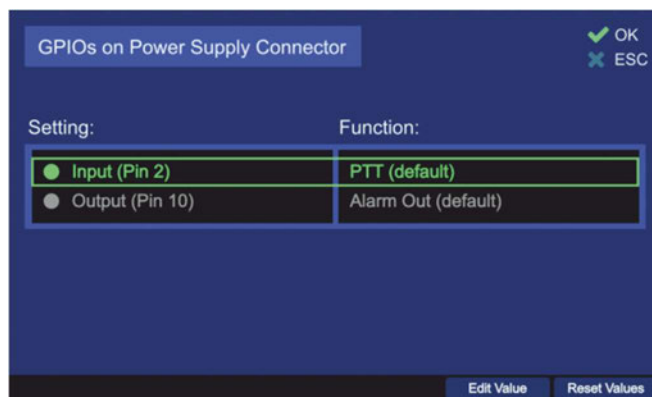 GPIOs on Power Supply Connector
OK
ESC
Setting:
Function:
Input (Pin 2)
PTT (default)
Output (Pin 10)
Alarm Out (default)
Edit Value
Reset Values